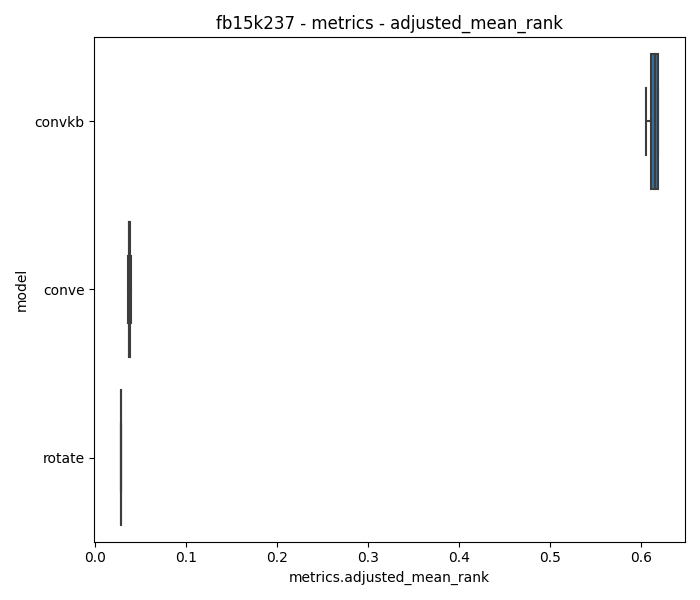 fb15k237 - metrics - adjusted_mean_rank
convkb
conve
rotate
model
0.0 0.1 0.2 0.3 0.4 0.5 0.6
metrics.adjusted_mean_rank